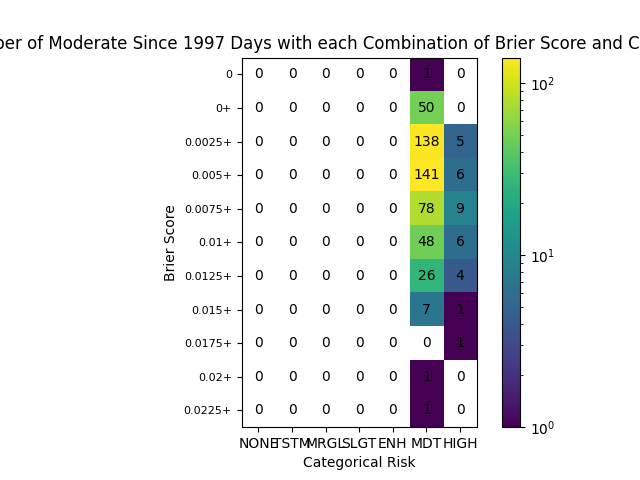 of Moderate Since 1997 Days with each Combination of Brier Score and
0 0 0 0 0 0 1 0
0+ 0 0 0 0 0 50 0
0.0025+ 0 0 0 0 0 138 5
0.005+ 0 0 0 0 0 141 6
0.0075+ 0 0 0 0 0 78 9
0.01+ 0 0 0 0 0 48 6
0.0125+ 0 0 0 0 0 26 4
0.015+ 0 0 0 0 0 7 1
0.0175+ 0 0 0 0 0 0 1
0.02+ 0 0 0 0 0 1 0
0.0225+ 0 0 0 0 0 1 0
NONE TSTM MRGL SLGT ENH MDT HIGH
Categorical Risk
Brier Score
10²
10¹
10⁰